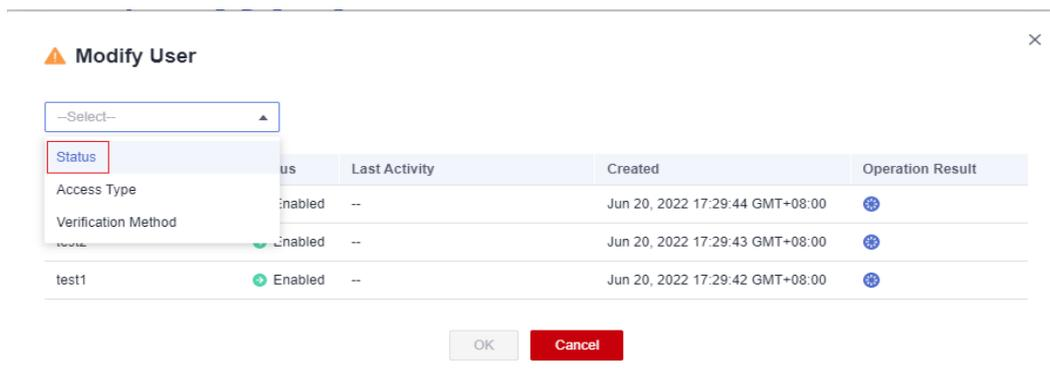 Modify User
--Select--
Status
Access Type
Verification Method
us Last Activity Created Operation Result
Enabled -- Jun 20, 2022 17:29:44 GMT+08:00
Enabled -- Jun 20, 2022 17:29:43 GMT+08:00
test1 Enabled -- Jun 20, 2022 17:29:42 GMT+08:00
OK Cancel